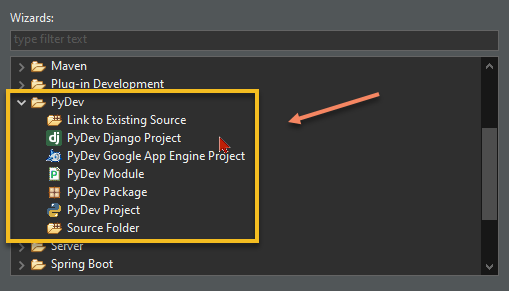 Wizards:
type filter text
Maven
Plug-in Development
PyDev
Link to Existing Source
PyDev Django Project
PyDev Google App Engine Project
PyDev Module
PyDev Package
PyDev Project
Source Folder
Server
Spring Boot